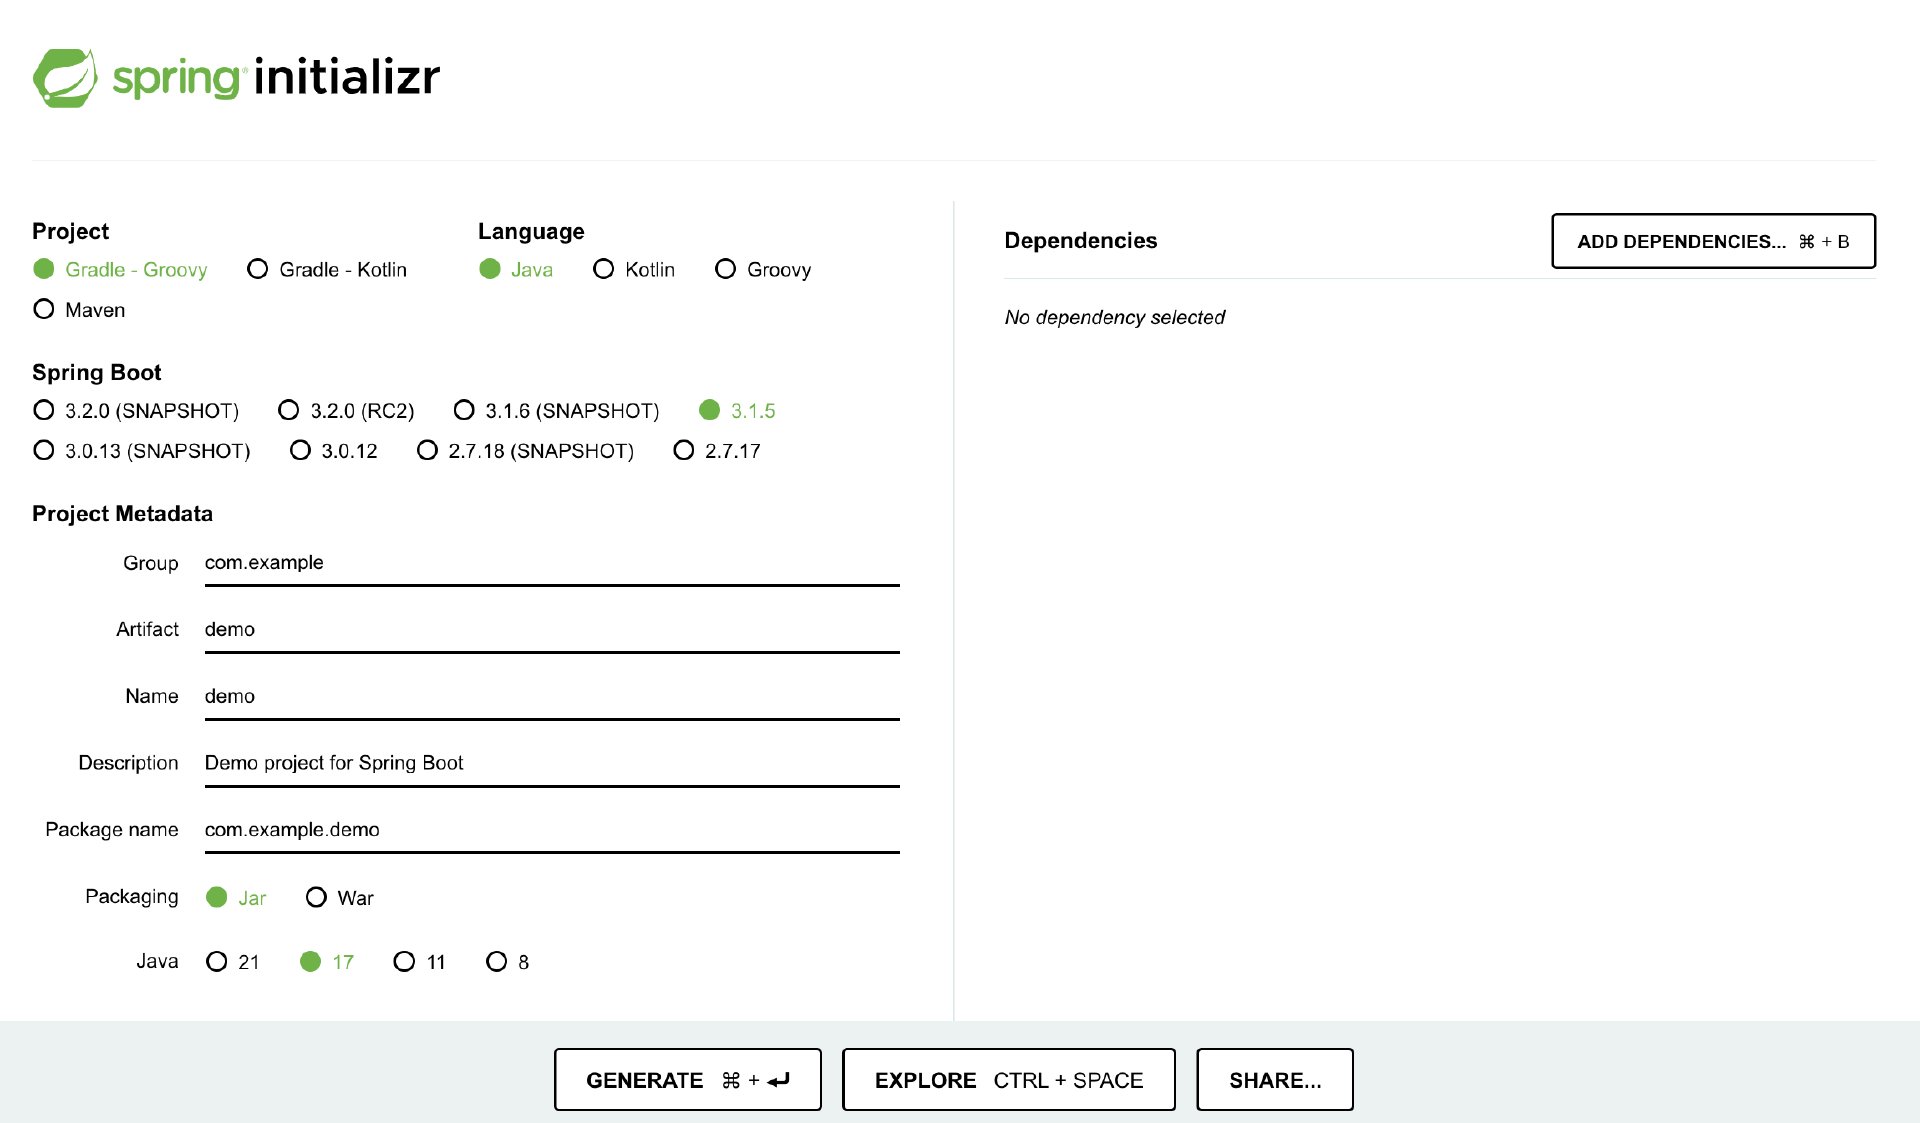 spring initializr
Project
Gradle - Groovy Gradle - Kotlin
Maven
Language
Java Kotlin Groovy
Spring Boot
3.2.0 (SNAPSHOT) 3.2.0 (RC2) 3.1.6 (SNAPSHOT) 3.1.5
3.0.13 (SNAPSHOT) 3.0.12 2.7.18 (SNAPSHOT) 2.7.17
Project Metadata
Group com.example
Artifact demo
Name demo
Description Demo project for Spring Boot
Package name com.example.demo
Packaging Jar War
Java 21 17 11 8
Dependencies ADD DEPENDENCIES... ⌘ + B
No dependency selected
GENERATE ⌘ + ⏎ EXPLORE CTRL + SPACE SHARE...